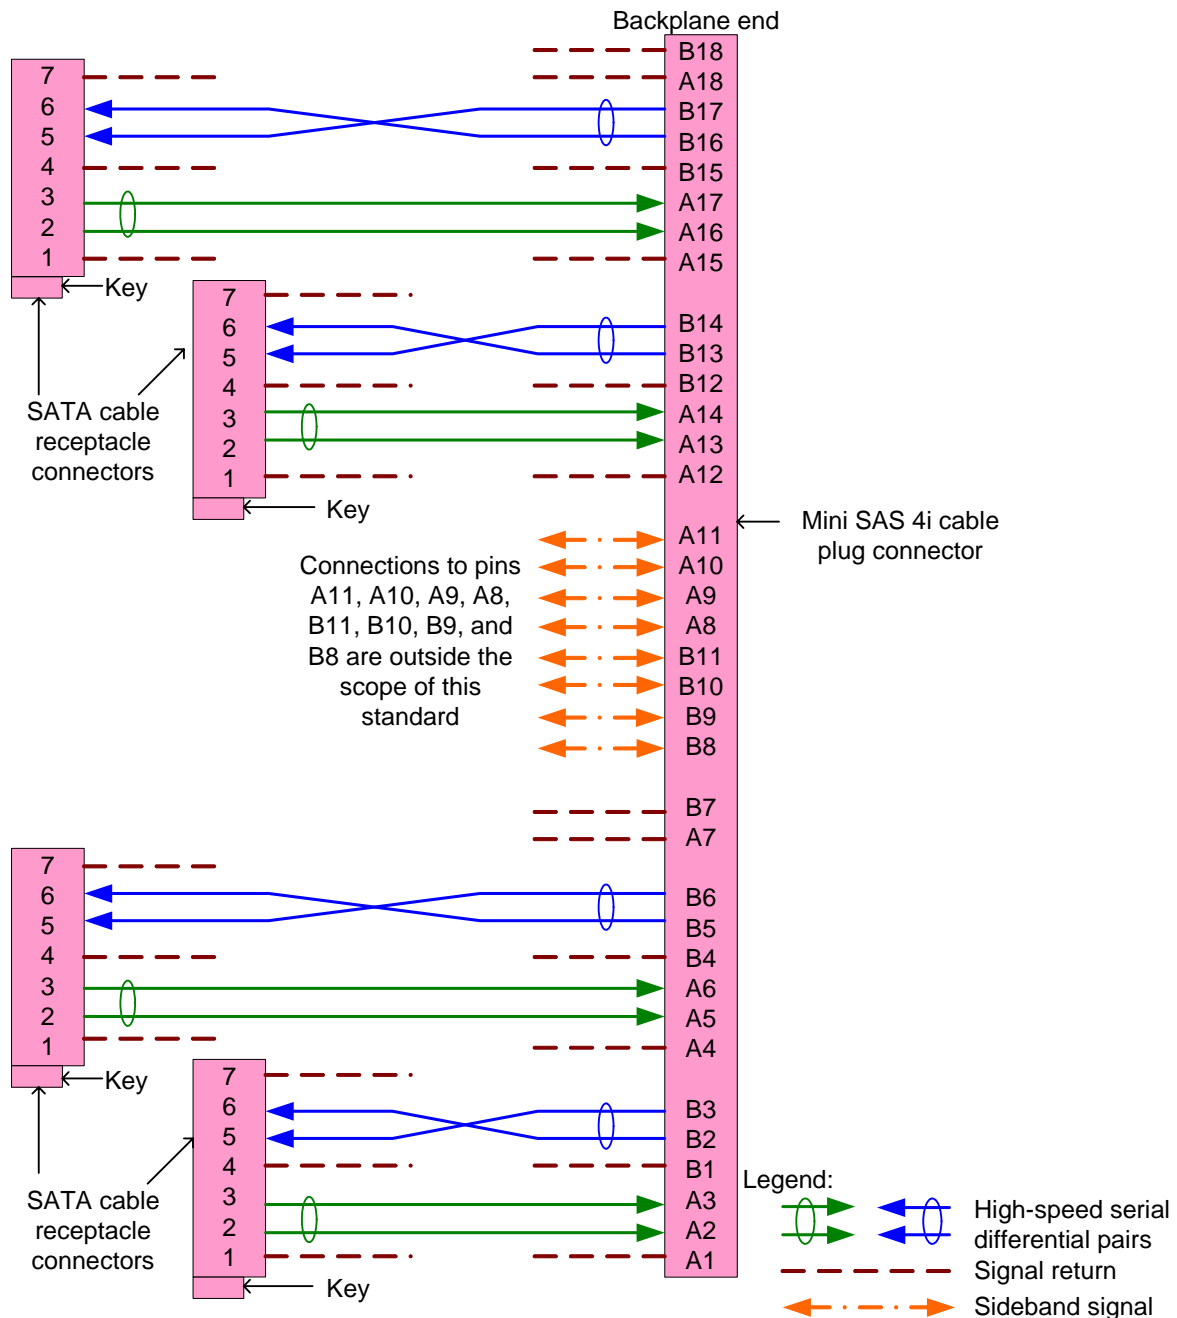 Backplane end
B18
A18
B17
B16
B15
A17
A16
A15
B14
B13
B12
A14
A13
A12
A11
A10
A9
A8
B11
B10
B9
B8
B7
A7
B6
B5
B4
A6
A5
A4
B3
B2
B1
A3
A2
A1
7
6
5
4
3
2
1
Key
7
6
5
4
3
2
1
Key
SATA cable
receptacle
connectors
Mini SAS 4i cable
plug connector
Connections to pins
A11, A10, A9, A8,
B11, B10, B9, and
B8 are outside the
scope of this
standard
7
6
5
4
3
2
1
Key
7
6
5
4
3
2
1
Key
SATA cable
receptacle
connectors
Legend:
High-speed serial
differential pairs
Signal return
Sideband signal